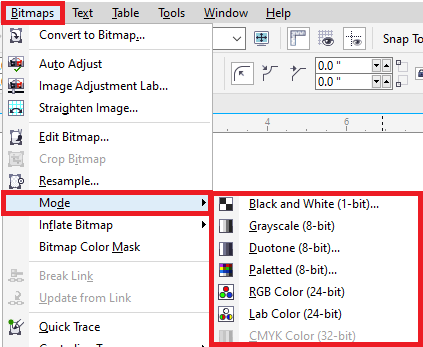 Bitmaps Text Table Tools Window Help
Convert to Bitmap...
Snap To
Auto Adjust
Image Adjustment Lab...
0.0 "
Straighten Image...
0.0 "
4 6
Edit Bitmap...
Crop Bitmap
Resample...
Mode
Black and White (1-bit)...
Inflate Bitmap
Grayscale (8-bit)
Bitmap Color Mask
Duotone (8-bit)...
Paletted (8-bit)...
Break Link
RGB Color (24-bit)
Update from Link
Lab Color (24-bit)
Quick Trace
CMYK Color (32-bit)